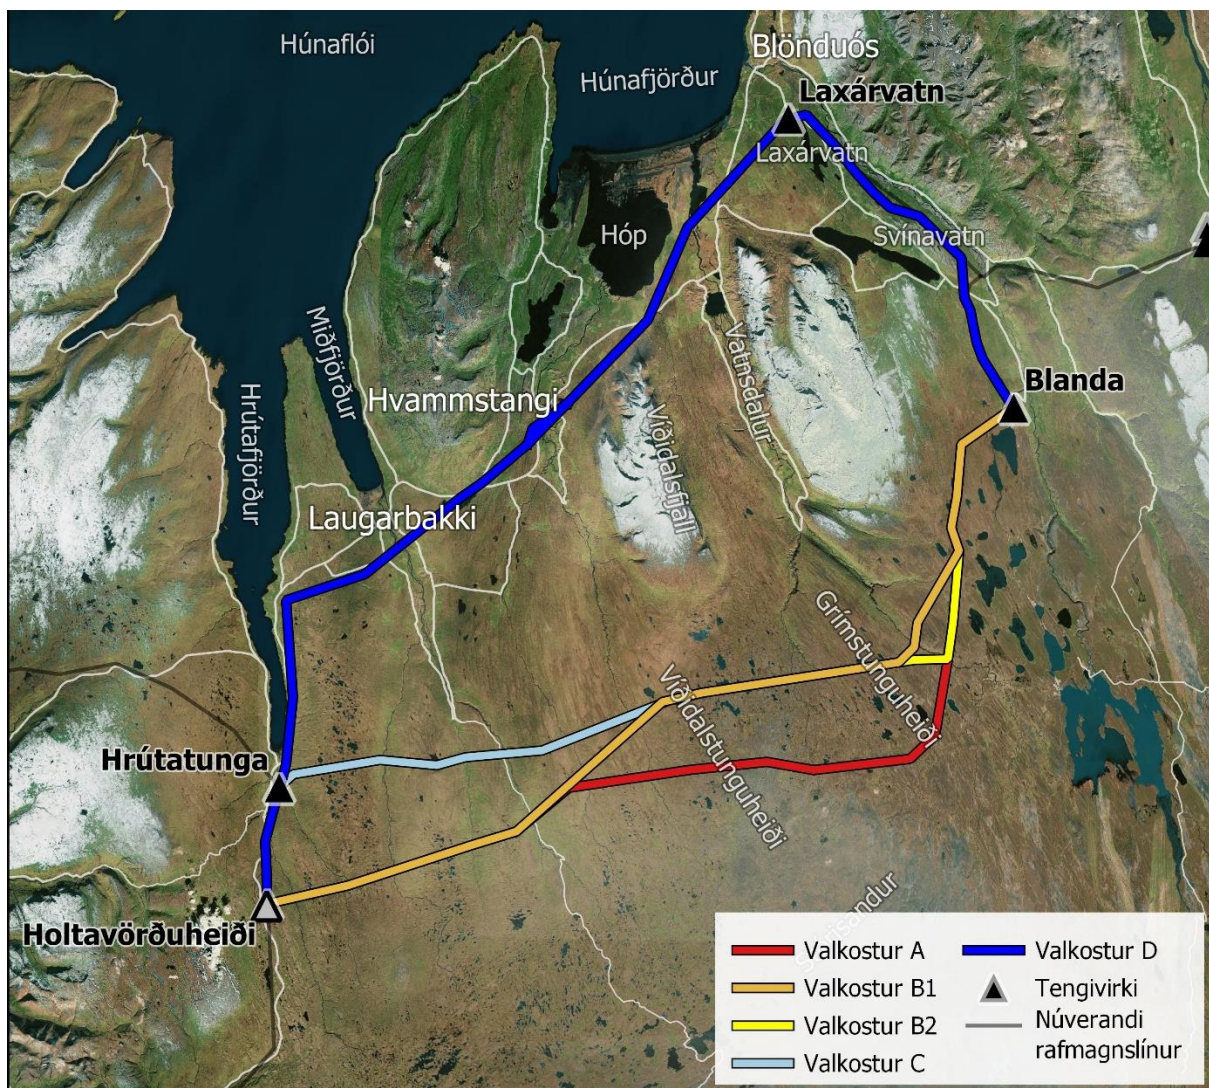 Húnaflói
Blönduós
Húnafjörður
Laxárvatn
Laxárvatn
Hóp
Svínavatn
Miðfjörður
Vatnsdalur
Blanda
Hrútafjörður
Hvammstangi
Víðidalsfjall
Laugarbakki
Grímstunguheiði
Víðidalstunguheiði
Hrútatunga
Holtavörðuheiði
Valkostur A
Valkostur B1
Valkostur B2
Valkostur C
Valkostur D
Tengivirki
Núverandi
rafmagnslínur